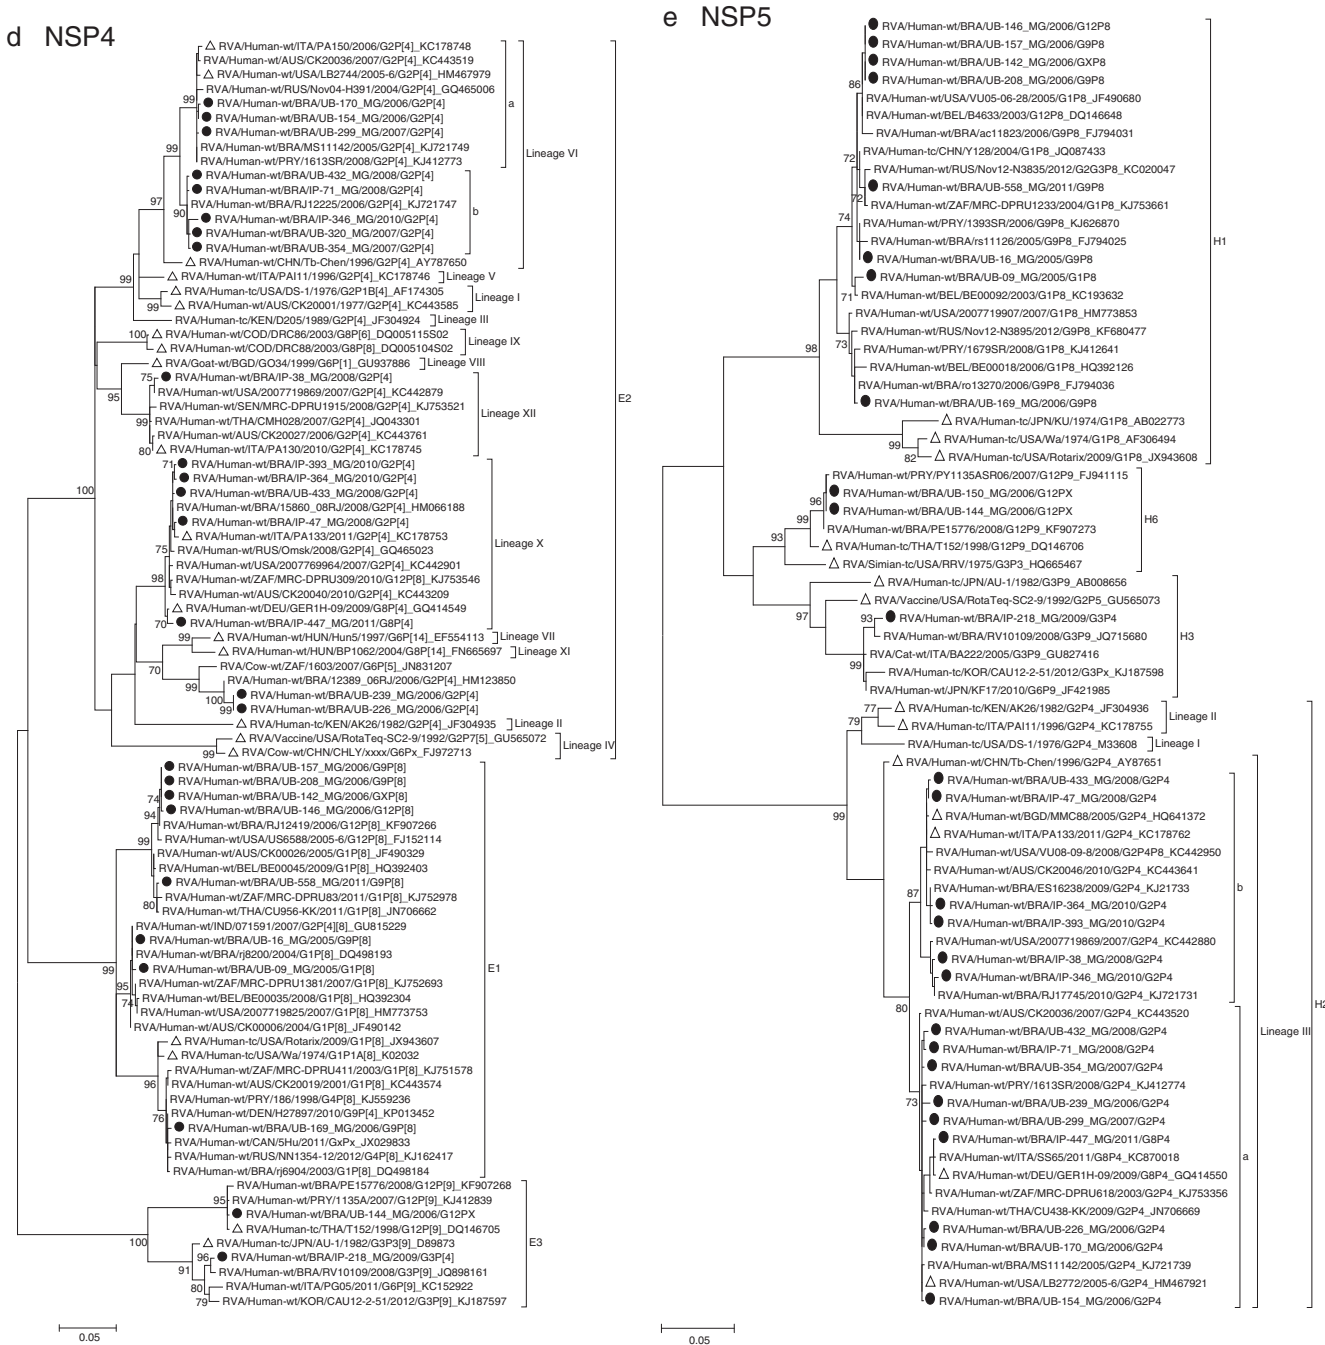 d NSP4
RVA/Human-wt/ITA/PA150/2006/G2P[4]_KC178748
RVA/Human-wt/AUS/CK20036/2007/G2P[4]_KC443519
RVA/Human-wt/USA/LB2744/2005-6/G2P[4]_HM467979
RVA/Human-wt/RUS/Nov04-H391/2004/G2P[4]_GQ465006
99
RVA/Human-wt/BRA/UB-170_MG/2006/G2P[4]
a
RVA/Human-wt/BRA/UB-154_MG/2006/G2P[4]
RVA/Human-wt/BRA/UB-299_MG/2007/G2P[4]
99
RVA/Human-wt/BRA/MS11142/2005/G2P[4]_KJ721749
Lineage VI
RVA/Human-wt/PRY/1613SR/2008/G2P[4]_KJ412773
RVA/Human-wt/BRA/UB-432_MG/2008/G2P[4]
RVA/Human-wt/BRA/IP-71_MG/2008/G2P[4]
97
RVA/Human-wt/BRA/RJ12225/2006/G2P[4]_KJ721747
90
b
RVA/Human-wt/BRA/IP-346_MG/2010/G2P[4]
RVA/Human-wt/BRA/UB-320_MG/2007/G2P[4]
RVA/Human-wt/BRA/UB-354_MG/2007/G2P[4]
RVA/Human-wt/CHN/Tb-Chen/1996/G2P[4]_AY787650
99
RVA/Human-wt/ITA/PAI11/1996/G2P[4]_KC178746
Lineage V
RVA/Human-tc/USA/DS-1/1976/G2P1B[4]_AF174305
Lineage I
99
RVA/Human-wt/AUS/CK20001/1977/G2P[4]_KC443585
RVA/Human-tc/KEN/D205/1989/G2P[4]_JF304924
Lineage III
100
RVA/Human-wt/COD/DRC86/2003/G8P[6]_DQ005115S02
Lineage IX
RVA/Human-wt/COD/DRC88/2003/G8P[8]_DQ005104S02
RVA/Goat-wt/BGD/GO34/1999/G6P[1]_GU937886
Lineage VIII
75
RVA/Human-wt/BRA/IP-38_MG/2008/G2P[4]
95
RVA/Human-wt/USA/2007719869/2007/G2P[4]_KC442879
E2
RVA/Human-wt/SEN/MRC-DPRU1915/2008/G2P[4]_KJ753521
Lineage XII
99
RVA/Human-wt/THA/CMH028/2007/G2P[4]_JQ043301
RVA/Human-wt/AUS/CK20027/2006/G2P[4]_KC443761
80
RVA/Human-wt/ITA/PA130/2010/G2P[4]_KC178745
71
RVA/Human-wt/BRA/IP-393_MG/2010/G2P[4]
RVA/Human-wt/BRA/IP-364_MG/2010/G2P[4]
100
RVA/Human-wt/BRA/UB-433_MG/2008/G2P[4]
RVA/Human-wt/BRA/15860_08RJ/2008/G2P[4]_HM066188
RVA/Human-wt/BRA/IP-47_MG/2008/G2P[4]
RVA/Human-wt/ITA/PA133/2011/G2P[4]_KC178753
Lineage X
75
RVA/Human-wt/RUS/Omsk/2008/G2P[4]_GQ465023
RVA/Human-wt/USA/2007769964/2007/G2P[4]_KC442901
98
RVA/Human-wt/ZAF/MRC-DPRU309/2010/G12P[8]_KJ753546
RVA/Human-wt/AUS/CK20040/2010/G2P[4]_KC443209
RVA/Human-wt/DEU/GER1H-09/2009/G8P[4]_GQ414549
70
RVA/Human-wt/BRA/IP-447_MG/2011/G8P[4]
99
RVA/Human-wt/HUN/Hun5/1997/G6P[14]_EF554113
Lineage VII
RVA/Human-wt/HUN/BP1062/2004/G8P[14]_FN665697
Lineage XI
70
RVA/Cow-wt/ZAF/1603/2007/G6P[5]_JN831207
99
RVA/Human-wt/BRA/12389_06RJ/2006/G2P[4]_HM123850
100
RVA/Human-wt/BRA/UB-239_MG/2006/G2P[4]
99
RVA/Human-wt/BRA/UB-226_MG/2006/G2P[4]
RVA/Human-tc/KEN/AK26/1982/G2P[4]_JF304935
Lineage II
RVA/Vaccine/USA/RotaTeq-SC2-9/1992/G2P7[5]_GU565072
Lineage IV
99
RVA/Cow-wt/CHN/CHLY/xxxx/G6Px_FJ972713
RVA/Human-wt/BRA/UB-157_MG/2006/G9P[8]
RVA/Human-wt/BRA/UB-208_MG/2006/G9P[8]
74
RVA/Human-wt/BRA/UB-142_MG/2006/GXP[8]
94
RVA/Human-wt/BRA/UB-146_MG/2006/G12P[8]
RVA/Human-wt/BRA/RJ12419/2006/G12P[8]_KF907266
99
RVA/Human-wt/USA/US6588/2005-6/G12P[8]_FJ152114
RVA/Human-wt/AUS/CK00026/2005/G1P[8]_JF490329
RVA/Human-wt/BEL/BE00045/2009/G1P[8]_HQ392403
RVA/Human-wt/BRA/UB-558_MG/2011/G9P[8]
80
RVA/Human-wt/ZAF/MRC-DPRU83/2011/G1P[8]_KJ752978
RVA/Human-wt/THA/CU956-KK/2011/G1P[8]_JN706662
RVA/Human-wt/IND/071591/2007/G2P[4][8]_GU815229
RVA/Human-wt/BRA/UB-16_MG/2005/G9P[8]
RVA/Human-wt/BRA/rj8200/2004/G1P[8]_DQ498193
99
RVA/Human-wt/BRA/UB-09_MG/2005/G1P[8]
E1
95
RVA/Human-wt/ZAF/MRC-DPRU1381/2007/G1P[8]_KJ752693
74
RVA/Human-wt/BEL/BE00035/2008/G1P[8]_HQ392304
RVA/Human-wt/USA/2007719825/2007/G1P[8]_HM773753
RVA/Human-wt/AUS/CK00006/2004/G1P[8]_JF490142
RVA/Human-tc/USA/Rotarix/2009/G1P[8]_JX943607
RVA/Human-tc/USA/Wa/1974/G1P1A[8]_K02032
RVA/Human-wt/ZAF/MRC-DPRU411/2003/G1P[8]_KJ751578
96
RVA/Human-wt/AUS/CK20019/2001/G1P[8]_KC443574
RVA/Human-wt/PRY/186/1998/G4P[8]_KJ559236
76
RVA/Human-wt/DEN/H27897/2010/G9P[4]_KP013452
RVA/Human-wt/BRA/UB-169_MG/2006/G9P[8]
RVA/Human-wt/CAN/5Hu/2011/GxPx_JX029833
RVA/Human-wt/RUS/NN1354-12/2012/G4P[8]_KJ162417
RVA/Human-wt/BRA/rj6904/2003/G1P[8]_DQ498184
RVA/Human-wt/BRA/PE15776/2008/G12P[9]_KF907268
95
RVA/Human-wt/PRY/1135A/2007/G12P[9]_KJ412839
RVA/Human-wt/BRA/UB-144_MG/2006/G12PX
RVA/Human-tc/THA/T152/1998/G12P[9]_DQ146705
100
RVA/Human-tc/JPN/AU-1/1982/G3P3[9]_D89873
E3
96
RVA/Human-wt/BRA/IP-218_MG/2009/G3P[4]
91
RVA/Human-wt/BRA/RV10109/2008/G3P[9]_JQ898161
80
RVA/Human-wt/ITA/PG05/2011/G6P[9]_KC152922
79
RVA/Human-wt/KOR/CAU12-2-51/2012/G3P[9]_KJ187597
0.05
e NSP5
RVA/Human-wt/BRA/UB-146_MG/2006/G12P8
RVA/Human-wt/BRA/UB-157_MG/2006/G9P8
RVA/Human-wt/BRA/UB-142_MG/2006/GXP8
RVA/Human-wt/BRA/UB-208_MG/2006/G9P8
86
RVA/Human-wt/USA/VU05-06-28/2005/G1P8_JF490680
RVA/Human-wt/BEL/B4633/2003/G12P8_DQ146648
RVA/Human-wt/BRA/ac11823/2006/G9P8_FJ794031
RVA/Human-tc/CHN/Y128/2004/G1P8_JQ087433
72
RVA/Human-wt/RUS/Nov12-N3835/2012/G2G3P8_KC020047
RVA/Human-wt/BRA/UB-558_MG/2011/G9P8
72
RVA/Human-wt/ZAF/MRC-DPRU1233/2004/G1P8_KJ753661
74
RVA/Human-wt/PRY/1393SR/2006/G9P8_KJ626870
RVA/Human-wt/BRA/rs11126/2005/G9P8_FJ794025
H1
RVA/Human-wt/BRA/UB-16_MG/2005/G9P8
RVA/Human-wt/BRA/UB-09_MG/2005/G1P8
71
RVA/Human-wt/BEL/BE00092/2003/G1P8_KC193632
RVA/Human-wt/USA/2007719907/2007/G1P8_HM773853
RVA/Human-wt/RUS/Nov12-N3895/2012/G9P8_KF680477
73
98
RVA/Human-wt/PRY/1679SR/2008/G1P8_KJ412641
RVA/Human-wt/BEL/BE00018/2006/G1P8_HQ392126
RVA/Human-wt/BRA/ro13270/2006/G9P8_FJ794036
RVA/Human-wt/BRA/UB-169_MG/2006/G9P8
RVA/Human-tc/JPN/KU/1974/G1P8_AB022773
RVA/Human-tc/USA/Wa/1974/G1P8_AF306494
99
82
RVA/Human-tc/USA/Rotarix/2009/G1P8_JX943608
RVA/Human-wt/PRY/PY1135ASR06/2007/G12P9_FJ941115
RVA/Human-wt/BRA/UB-150_MG/2006/G12PX
96
RVA/Human-wt/BRA/UB-144_MG/2006/G12PX
99
H6
RVA/Human-wt/BRA/PE15776/2008/G12P9_KF907273
93
RVA/Human-tc/THA/T152/1998/G12P9_DQ146706
RVA/Simian-tc/USA/RRV/1975/G3P3_HQ665467
RVA/Human-tc/JPN/AU-1/1982/G3P9_AB008656
RVA/Vaccine/USA/RotaTeq-SC2-9/1992/G2P5_GU565073
97
93
RVA/Human-wt/BRA/IP-218_MG/2009/G3P4
RVA/Human-wt/BRA/RV10109/2008/G3P9_JQ715680
H3
RVA/Cat-wt/ITA/BA222/2005/G3P9_GU827416
99
RVA/Human-tc/KOR/CAU12-2-51/2012/G3Px_KJ187598
RVA/Human-wt/JPN/KF17/2010/G6P9_JF421985
77
RVA/Human-tc/KEN/AK26/1982/G2P4_JF304936
Lineage II
79
RVA/Human-tc/ITA/PAI11/1996/G2P4_KC178755
RVA/Human-tc/USA/DS-1/1976/G2P4_M33608
Lineage I
RVA/Human-wt/CHN/Tb-Chen/1996/G2P4_AY87651
RVA/Human-wt/BRA/UB-433_MG/2008/G2P4
RVA/Human-wt/BRA/IP-47_MG/2008/G2P4
99
RVA/Human-wt/BGD/MMC88/2005/G2P4_HQ641372
RVA/Human-wt/ITA/PA133/2011/G2P4_KC178762
RVA/Human-wt/USA/VU08-09-8/2008/G2P4P8_KC442950
RVA/Human-wt/AUS/CK20046/2010/G2P4_KC443641
87
RVA/Human-wt/BRA/ES16238/2009/G2P4_KJ21733
b
RVA/Human-wt/BRA/IP-364_MG/2010/G2P4
RVA/Human-wt/BRA/IP-393_MG/2010/G2P4
RVA/Human-wt/USA/2007719869/2007/G2P4_KC442880
RVA/Human-wt/BRA/IP-38_MG/2008/G2P4
RVA/Human-wt/BRA/IP-346_MG/2010/G2P4
RVA/Human-wt/BRA/RJ17745/2010/G2P4_KJ721731
80
H2
RVA/Human-wt/AUS/CK20036/2007/G2P4_KC443520
RVA/Human-wt/BRA/UB-432_MG/2008/G2P4
Lineage III
RVA/Human-wt/BRA/IP-71_MG/2008/G2P4
RVA/Human-wt/BRA/UB-354_MG/2007/G2P4
RVA/Human-wt/PRY/1613SR/2008/G2P4_KJ412774
73
RVA/Human-wt/BRA/UB-239_MG/2006/G2P4
RVA/Human-wt/BRA/UB-299_MG/2007/G2P4
RVA/Human-wt/BRA/IP-447_MG/2011/G8P4
RVA/Human-wt/ITA/SS65/2011/G8P4_KC870018
a
RVA/Human-wt/DEU/GER1H-09/2009/G8P4_GQ414550
RVA/Human-wt/ZAF/MRC-DPRU618/2003/G2P4_KJ753356
RVA/Human-wt/THA/CU438-KK/2009/G2P4_JN706669
RVA/Human-wt/BRA/UB-226_MG/2006/G2P4
RVA/Human-wt/BRA/UB-170_MG/2006/G2P4
RVA/Human-wt/BRA/MS11142/2005/G2P4_KJ721739
RVA/Human-wt/USA/LB2772/2005-6/G2P4_HM467921
RVA/Human-wt/BRA/UB-154_MG/2006/G2P4
0.05